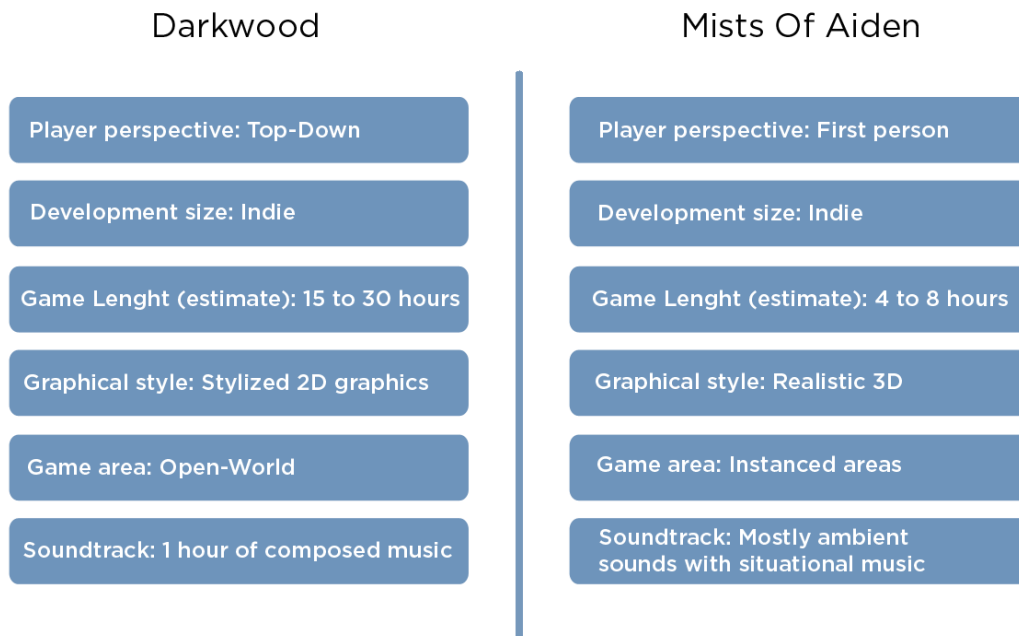 Darkwood
Player perspective: Top-Down
Development size: Indie
Game Lenght (estimate): 15 to 30 hours
Graphical style: Stylized 2D graphics
Game area: Open-World
Soundtrack: 1 hour of composed music
Mists Of Aiden
Player perspective: First person
Development size: Indie
Game Lenght (estimate): 4 to 8 hours
Graphical style: Realistic 3D
Game area: Instanced areas
Soundtrack: Mostly ambient
sounds with situational music